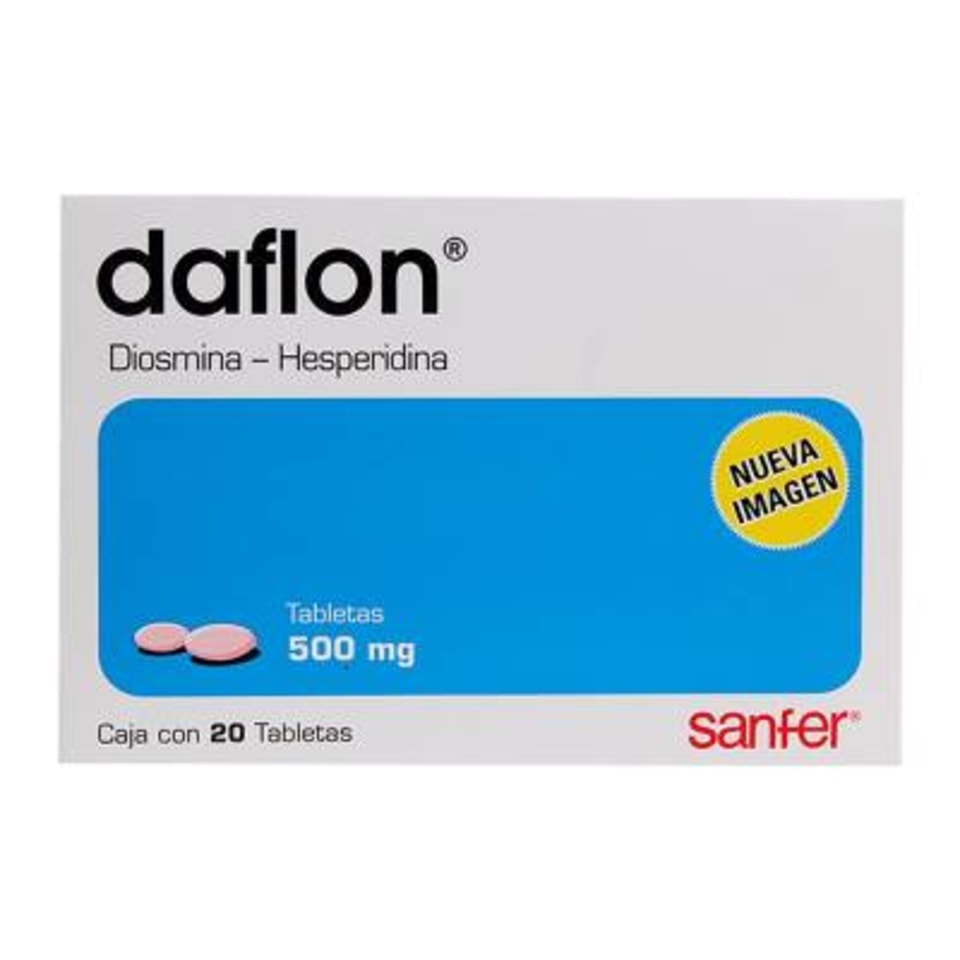 daflon®
Diosmina – Hesperidina
NUEVA
IMAGEN
Tabletas
500 mg
Caja con 20 Tabletas
sanfer®